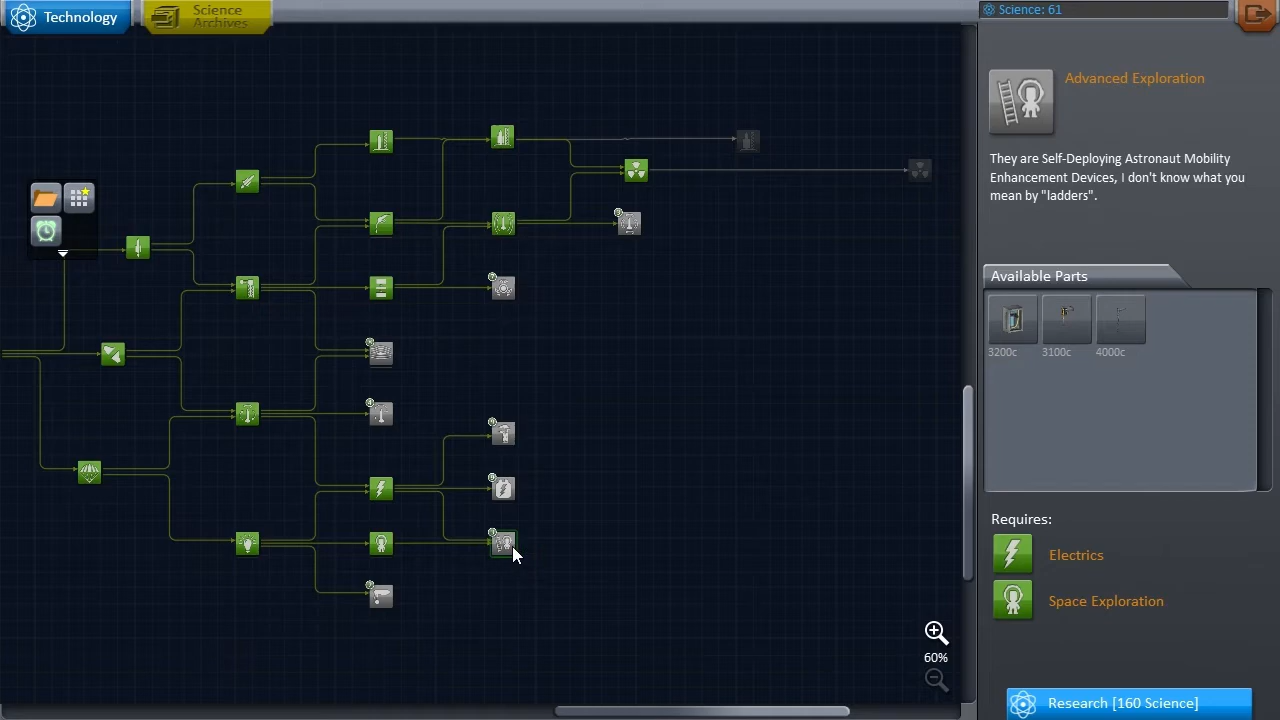 Technology
Science
Archives
Science: 61
Advanced Exploration
They are Self-Deploying Astronaut Mobility
Enhancement Devices, I don't know what you
mean by "ladders".
Available Parts
3200c 3100c 4000c
Requires:
Electrics
Space Exploration
60%
Research [160 Science]